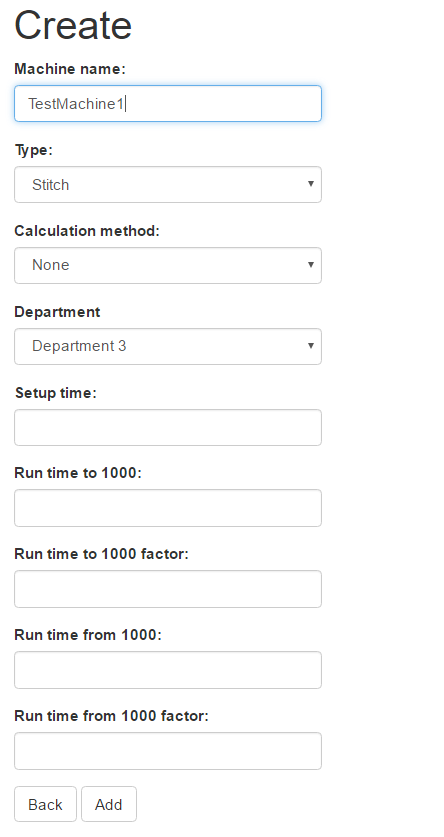 Create
Machine name:
TestMachine1
Type:
Stitch
Calculation method:
None
Department
Department 3
Setup time:
Run time to 1000:
Run time to 1000 factor:
Run time from 1000:
Run time from 1000 factor:
Back Add